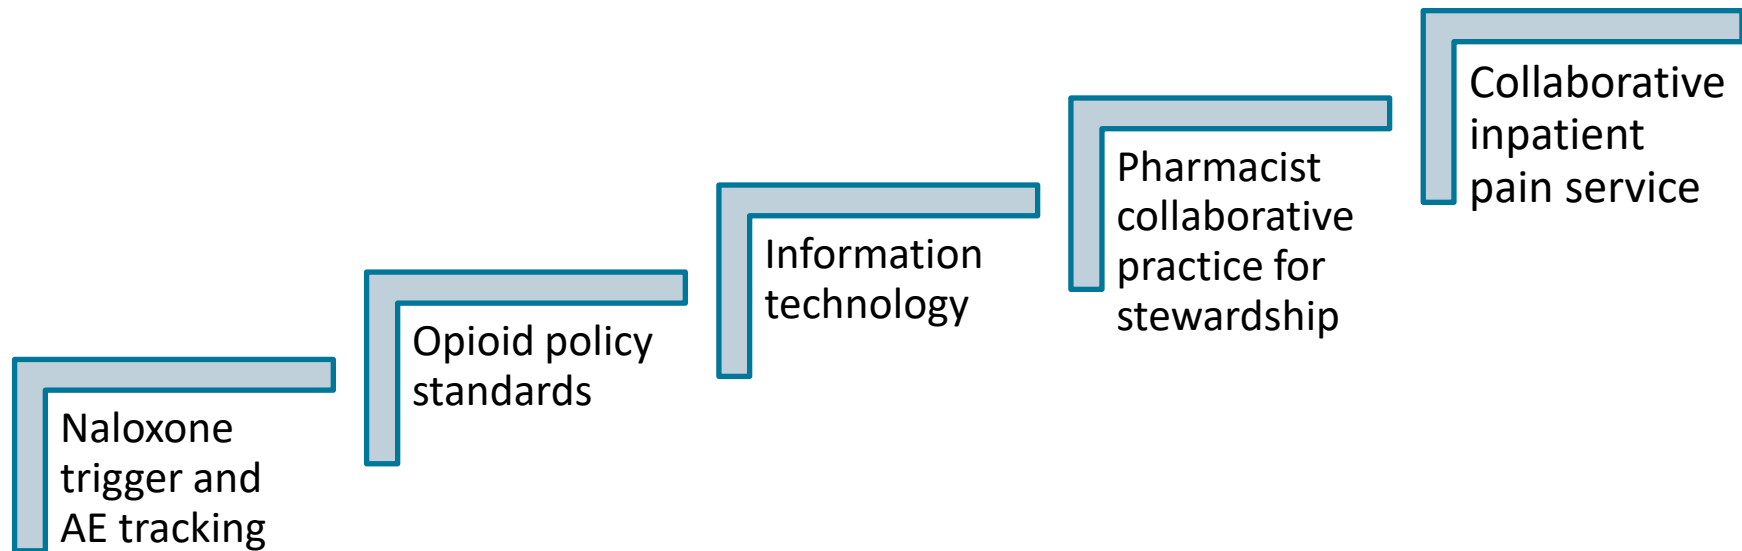 Naloxone
trigger and
AE tracking
Opioid policy
standards
Information
technology
Pharmacist
collaborative
practice for
stewardship
Collaborative
inpatient
pain service